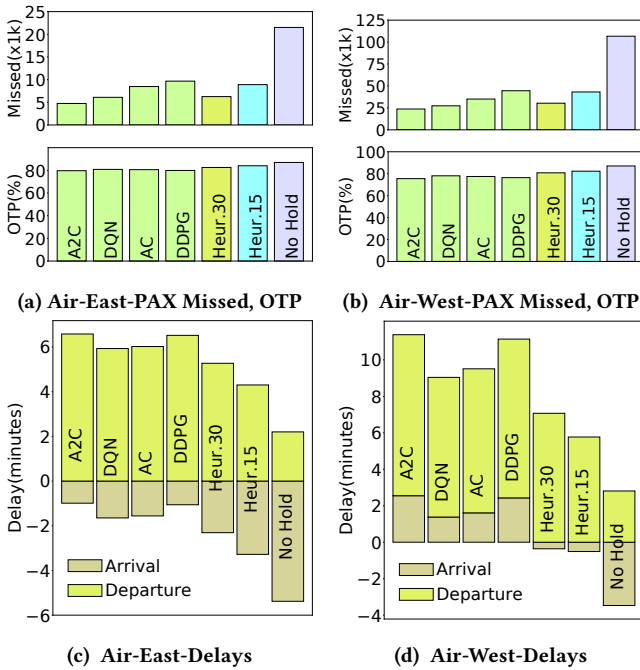 Missed(x1k)
25
20
15
10
5
0
OTP(%)
80
60
40
20
0
A2C
DQN
AC
DDPG
Heur.30
Heur.15
No Hold
(a) Air-East-PAX Missed, OTP
Missed(x1k)
125
100
75
50
25
0
OTP(%)
100
80
60
40
20
0
A2C
DQN
AC
DDPG
Heur.30
Heur.15
No Hold
(b) Air-West-PAX Missed, OTP
Delay(minutes)
6
4
2
0
−2
−4
−6
A2C
DQN
AC
DDPG
Heur.30
Heur.15
No Hold
Arrival
Departure
(c) Air-East-Delays
Delay(minutes)
10
8
6
4
2
0
−2
−4
A2C
DQN
AC
DDPG
Heur.30
Heur.15
No Hold
Arrival
Departure
(d) Air-West-Delays